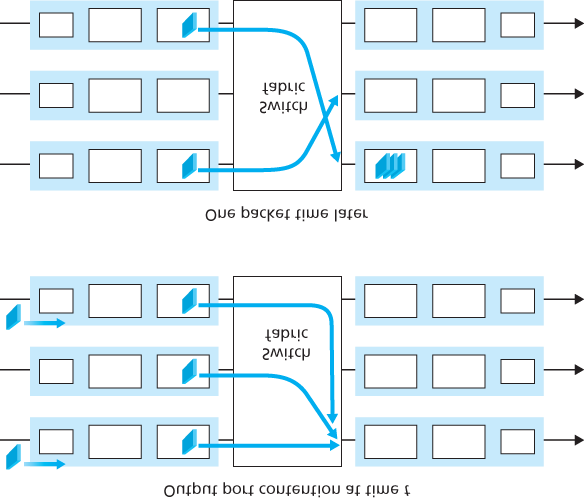 Output port contention at time t
Switch
fabric
One packet time later
Switch
fabric